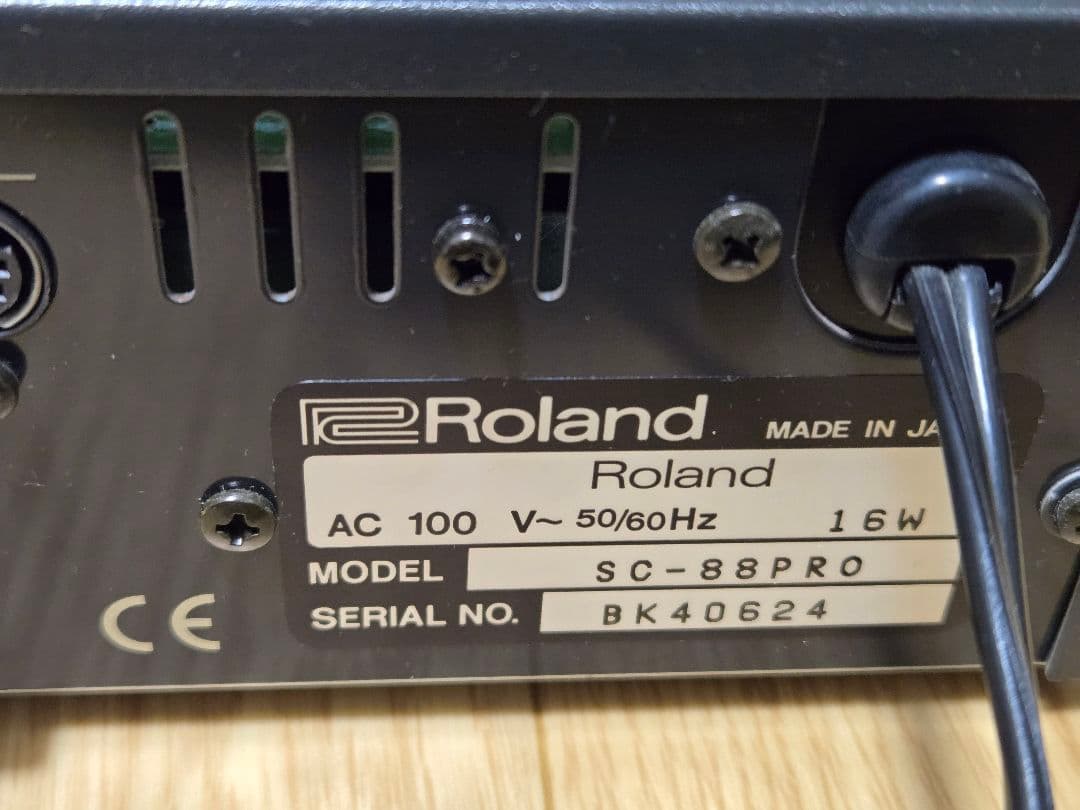 Roland MADE IN JA
Roland
AC 100 V~ 50/60Hz 16W
MODEL SC-88PRO
SERIAL NO. BK40624
CE